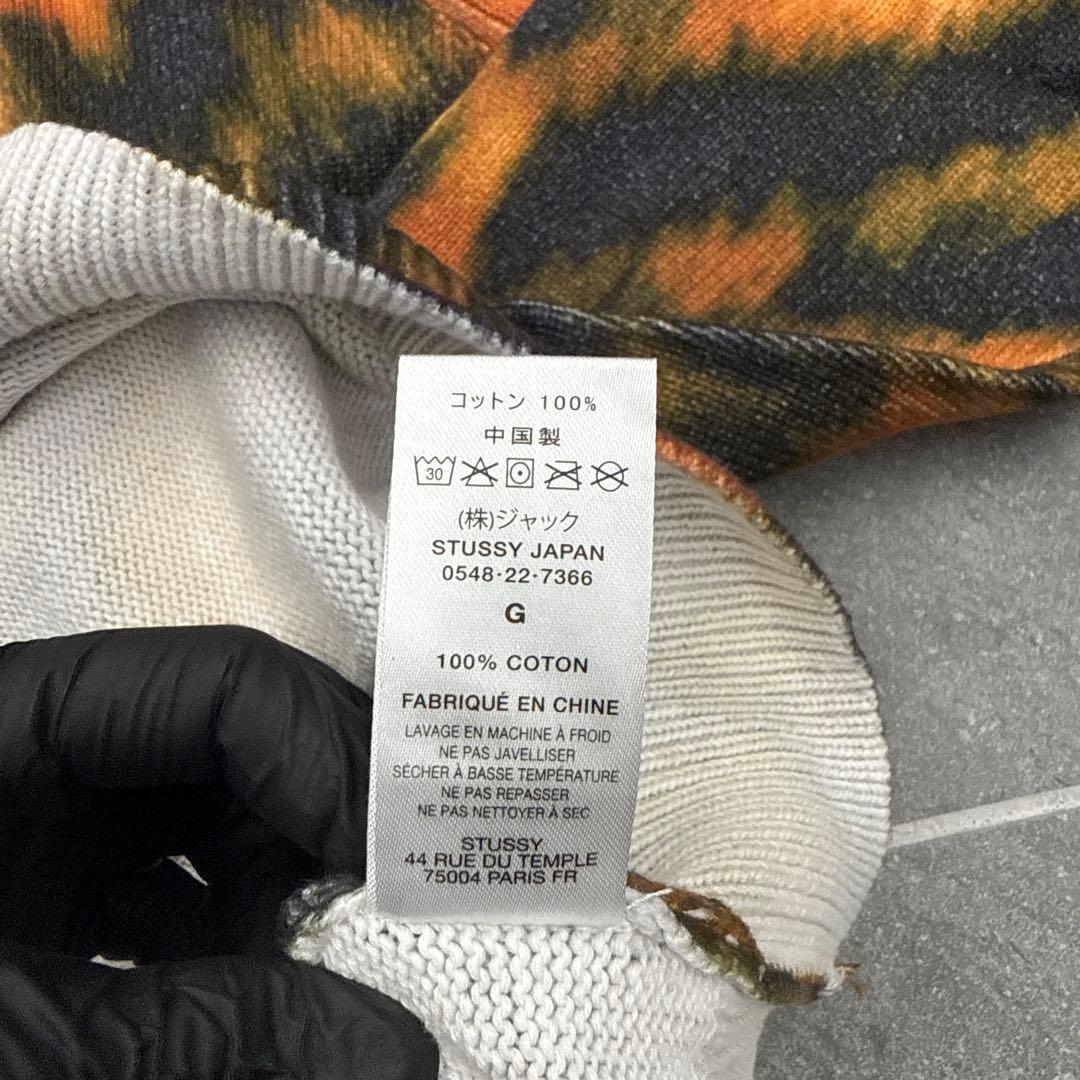 コットン 100%
中国製
30
(株)ジャック
STUSSY JAPAN
0548·22·7366
G
100% COTON
FABRIQUÉ EN CHINE
LAVAGE EN MACHINE À FROID
NE PAS JAVELLISER
SÉCHER À BASSE TEMPÉRATURE
NE PAS REPASSER
NE PAS NETTOYER À SEC
STUSSY
44 RUE DU TEMPLE
75004 PARIS FR